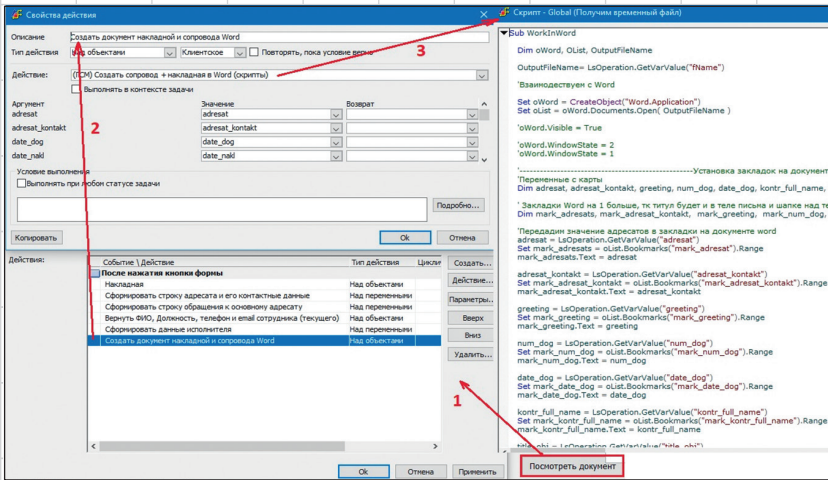 Свойства действия
Описание
Создать документ накладной и сопровода Word
Тип действия
Над объектами
Клиентское
Повторять, пока условие верно
3
Действие:
(ПСМ) Создать сопровод + накладная в Word (скрипты)
Выполнять в контексте задачи
Аргумент Значение Возврат
adresat adresat
adresat_kontakt adresat_kontakt
2
date_dog date_dog
date_nakl date_nakl
Условие выполнения
Выполнять при любом статусе задачи
Подробно...
Копировать Ok Отмена
Действия:
Событие \ Действие Тип действия Цикли
После нажатия кнопки формы
Накладная Над объектами
Сформировать строку адресата и его контактные данные Над переменными
Сформировать строку обращения к основному адресату Над переменными
Вернуть ФИО, Должность, телефон и email сотрудника (текущего) Над объектами
Сформировать данные исполнителя Над переменными
Создать документ накладной и сопровода Word Над объектами
Создать...
Действие...
Параметры...
Вверх
Вниз
Удалить...
1
Ok Отмена Применить
Посмотреть документ
Скрипт - Global (Получим временный файл)
Sub WorkInWord
Dim oWord, OList, OutputFileName
OutputFileName= LsOperation.GetVarValue("fName")
'Взаимодествуем с Word
Set oWord = CreateObject("Word.Application")
Set oList = oWord.Documents.Open( OutputFileName )
'oWord.Visible = True
'oWord.WindowState = 2
'oWord.WindowState = 1
'--------------------------------------------------Установка закладок на документ
'Переменные с карты
Dim adresat, adresat_kontakt, greeting, num_dog, date_dog, kontr_full_name,
' Закладки Word на 1 больше, тк титул будет и в теле письма и шапке над те
Dim mark_adresats, mark_adresat_kontakt, mark_greeting, mark_num_dog,
'Передадим значение адресатов в закладки на документе word
adresat = LsOperation.GetVarValue("adresat")
Set mark_adresats = oList.Bookmarks("mark_adresat").Range
mark_adresats.Text = adresat
adresat_kontakt = LsOperation.GetVarValue("adresat_kontakt")
Set mark_adresat_kontakt = oList.Bookmarks("mark_adresat_kontakt").Range
mark_adresat_kontakt.Text = adresat_kontakt
greeting = LsOperation.GetVarValue("greeting")
Set mark_greeting = oList.Bookmarks("mark_greeting").Range
mark_greeting.Text = greeting
num_dog = LsOperation.GetVarValue("num_dog")
Set mark_num_dog = oList.Bookmarks("mark_num_dog").Range
mark_num_dog.Text = num_dog
date_dog = LsOperation.GetVarValue("date_dog")
Set mark_date_dog = oList.Bookmarks("mark_date_dog").Range
mark_date_dog.Text = date_dog
kontr_full_name = LsOperation.GetVarValue("kontr_full_name")
Set mark_kontr_full_name = oList.Bookmarks("mark_kontr_full_name").Range
mark_kontr_full_name.Text = kontr_full_name
title_obj = LsOperation.GetVarValue("title_obj")